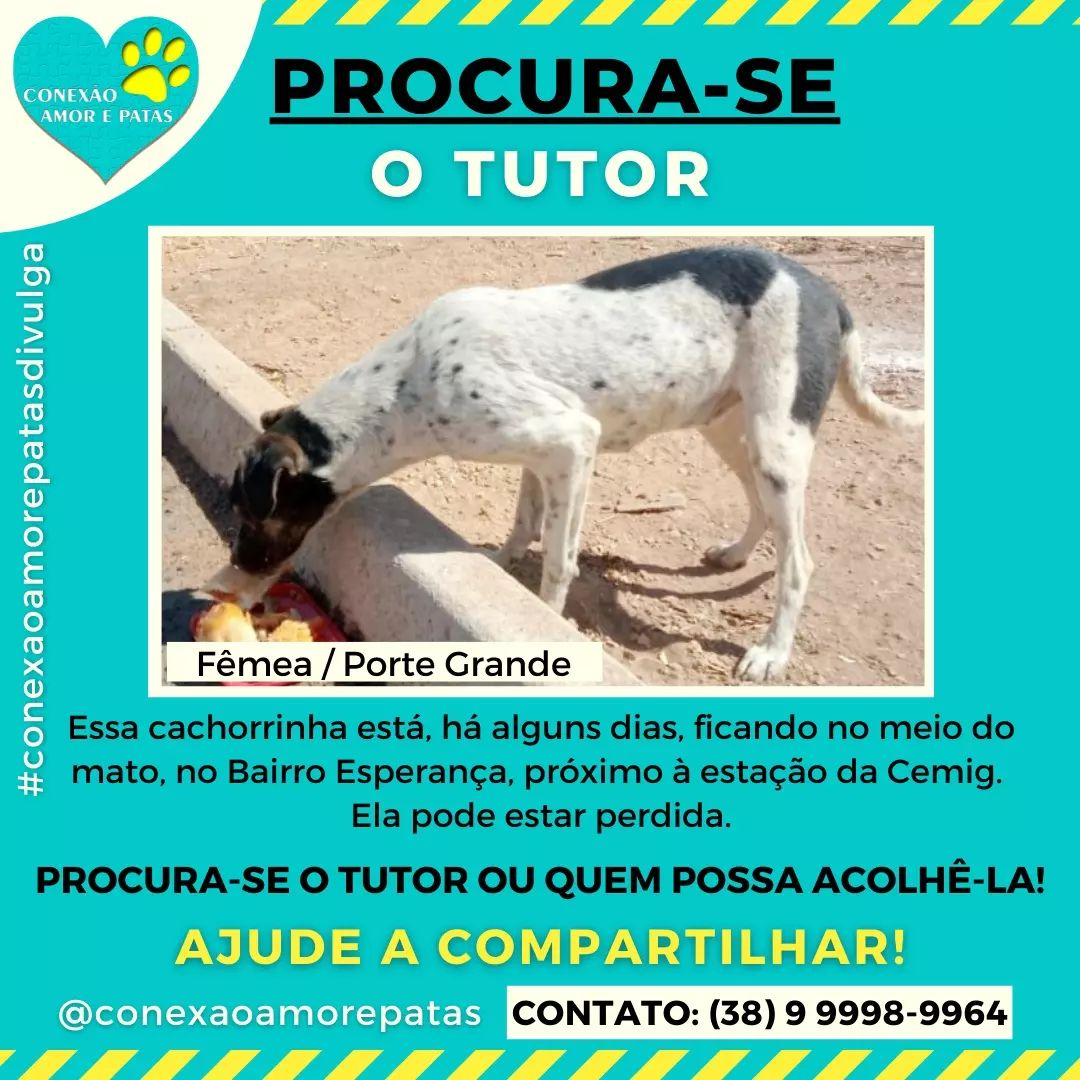 CONEXÃO
AMOR E PATAS
PROCURA-SE
O TUTOR
#conexaoamorepatasdivulga
Fêmea / Porte Grande
Essa cachorrinha está, há alguns dias, ficando no meio do
mato, no Bairro Esperança, próximo à estação da Cemig.
Ela pode estar perdida.
PROCURA-SE O TUTOR OU QUEM POSSA ACOLHÊ-LA!
AJUDE A COMPARTILHAR!
@conexaoamorepatas
CONTATO: (38) 9 9998-9964